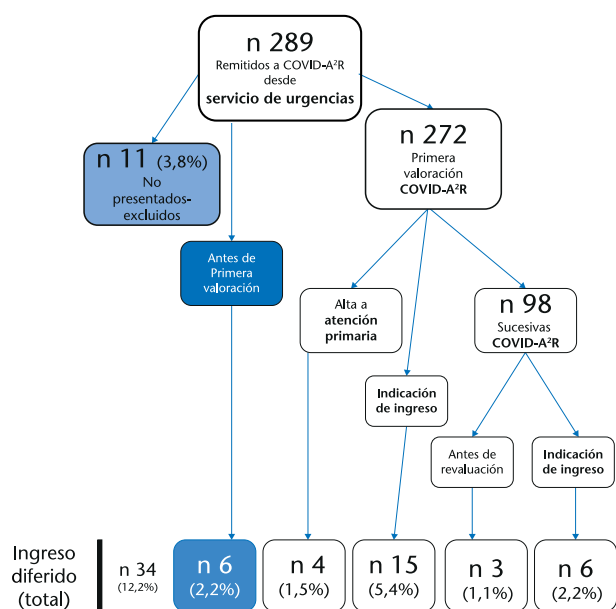 n 289
Remitidos a COVID-A²R
desde
servicio de urgencias
n 11 (3,8%)
No
presentados-
excluidos
n 272
Primera
valoración
COVID-A²R
Antes de
Primera
valoración
Alta a
atención
primaria
n 98
Sucesivas
COVID-A²R
Indicación
de ingreso
Antes de
revaluación
Indicación
de ingreso
Ingreso
diferido
(total)
n 34
(12,2%)
n 6
(2,2%)
n 4
(1,5%)
n 15
(5,4%)
n 3
(1,1%)
n 6
(2,2%)